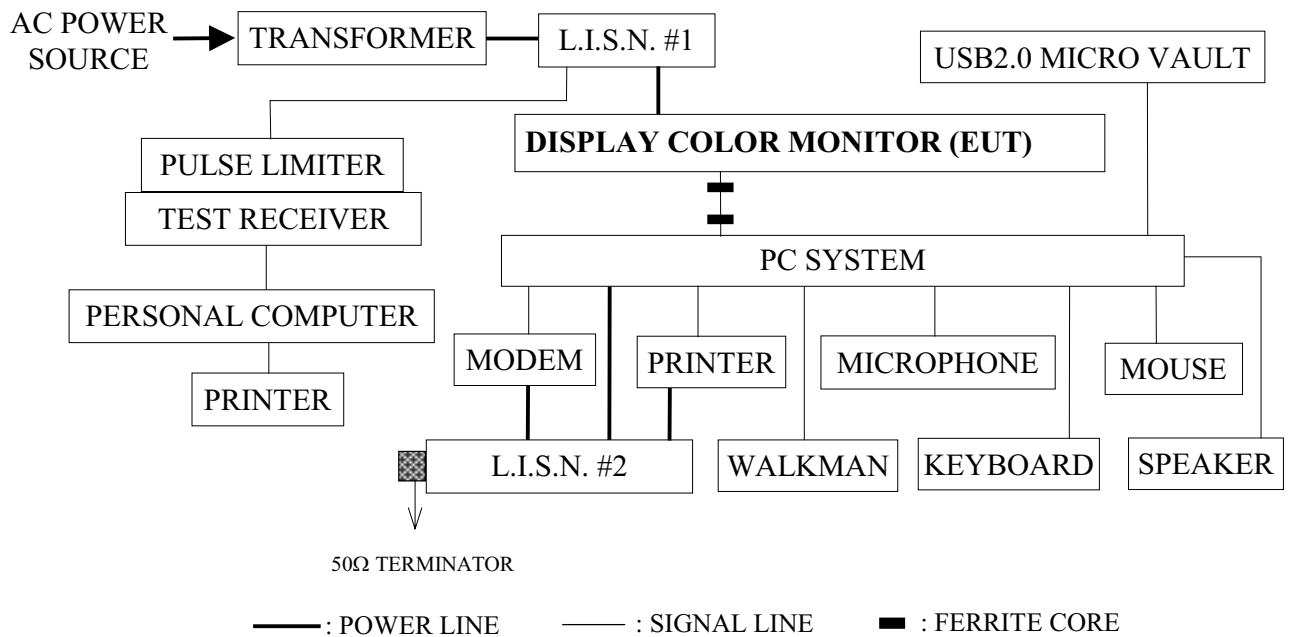 AC POWER
SOURCE
TRANSFORMER
L.I.S.N. #1
USB2.0 MICRO VAULT
DISPLAY COLOR MONITOR (EUT)
PULSE LIMITER
TEST RECEIVER
PC SYSTEM
PERSONAL COMPUTER
MODEM
PRINTER
MICROPHONE
MOUSE
PRINTER
L.I.S.N. #2
WALKMAN
KEYBOARD
SPEAKER
50Ω TERMINATOR
: POWER LINE
: SIGNAL LINE
: FERRITE CORE